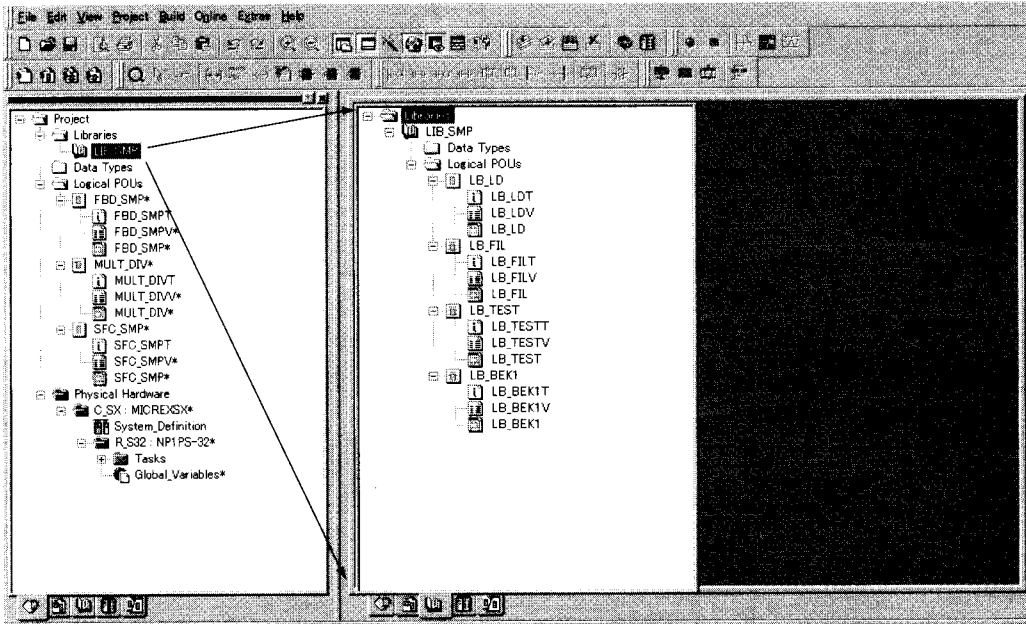 File Edit View Project Build Online Extras Help
Project
Libraries
LIB_SMP
Data Types
Logical POUs
FBD_SMP*
FBD_SMPT
FBD_SMPV*
FBD_SMP*
MULT_DIV*
MULT_DIVT
MULT_DIVV*
MULT_DIV*
SFC_SMP*
SFC_SMPT
SFC_SMPV*
SFC_SMP*
Physical Hardware
C_SX : MICREXSX*
System_Definition
R_S32 : NP1PS-32*
Tasks
Global_Variables*
Libraries
LIB_SMP
Data Types
Logical POUs
LB_LD
LB_LDT
LB_LDV
LB_LD
LB_FIL
LB_FILT
LB_FILV
LB_FIL
LB_TEST
LB_TESTT
LB_TESTV
LB_TEST
LB_BEK1
LB_BEK1T
LB_BEK1V
LB_BEK1